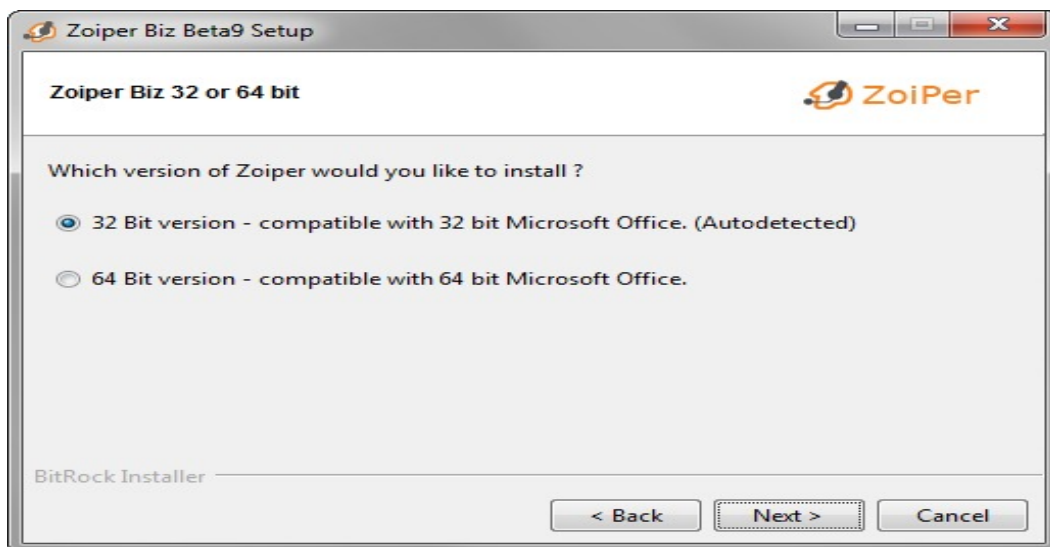 Zoiper Biz Beta9 Setup
Zoiper Biz 32 or 64 bit
ZoiPer
Which version of Zoiper would you like to install ?
32 Bit version - compatible with 32 bit Microsoft Office. (Autodetected)
64 Bit version - compatible with 64 bit Microsoft Office.
BitRock Installer
< Back Next > Cancel